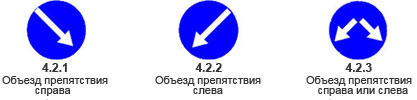 4.2.1
Объезд препятствия
справа
4.2.2
Объезд препятствия
слева
4.2.3
Объезд препятствия
справа или слева